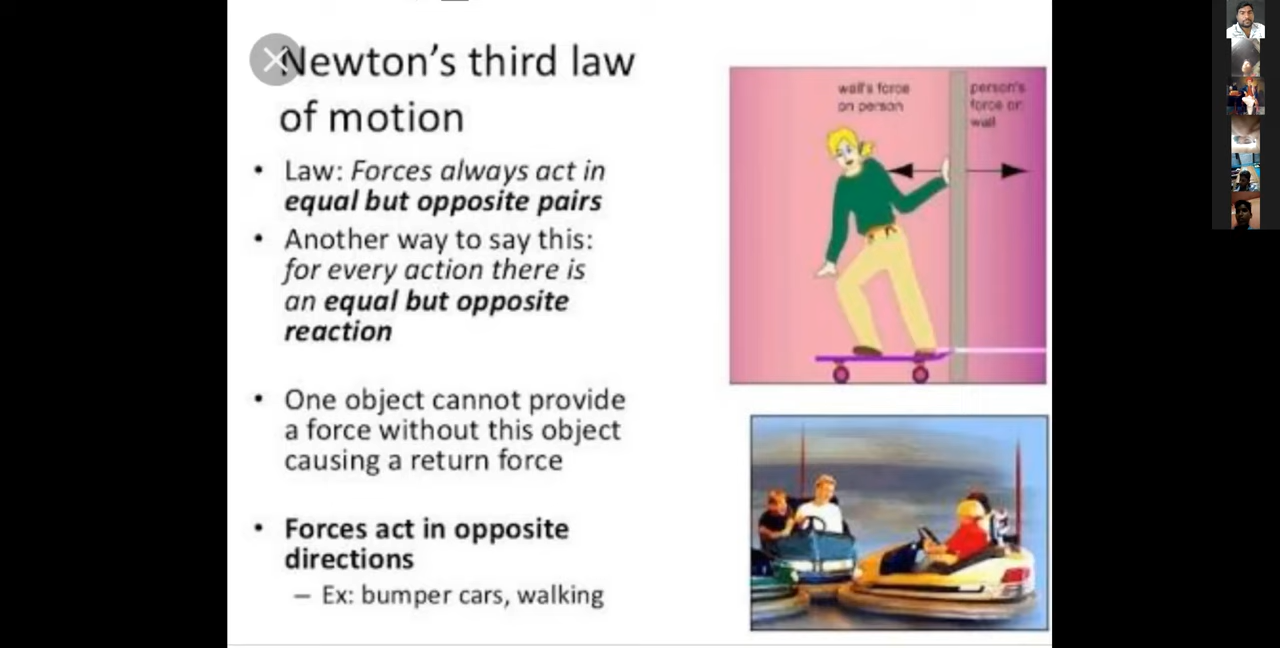 Newton's third law
of motion
• Law: Forces always act in
equal but opposite pairs
• Another way to say this:
for every action there is
an equal but opposite
reaction
• One object cannot provide
a force without this object
causing a return force
• Forces act in opposite
directions
– Ex: bumper cars, walking
wall's force
on person
person's
force on
wall